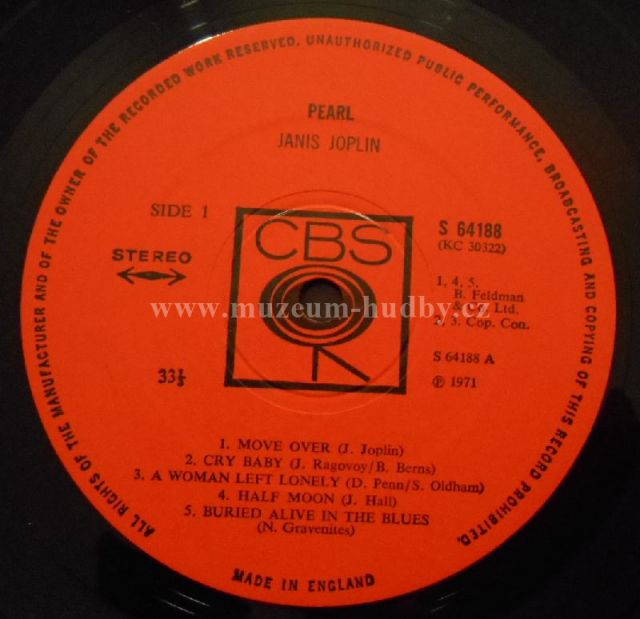 ALL RIGHTS OF THE MANUFACTURER AND OF THE OWNER OF THE RECORDED WORK RESERVED. UNAUTHORIZED PUBLIC PERFORMANCE, BROADCASTING AND COPYING OF THIS RECORD PROHIBITED.
PEARL
JANIS JOPLIN
SIDE 1
STEREO
33⅓
CBS
S 64188
(KC 30322)
1, 4, 5.
B. Feldman
& Co. Ltd.
2, 3. Cop. Con.
www.muzeum-hudby.cz
S 64188 A
℗ 1971
1. MOVE OVER (J. Joplin)
2. CRY BABY (J. Ragovoy/B. Berns)
3. A WOMAN LEFT LONELY (D. Penn/S. Oldham)
4. HALF MOON (J. Hall)
5. BURIED ALIVE IN THE BLUES
(N. Gravenites)
MADE IN ENGLAND